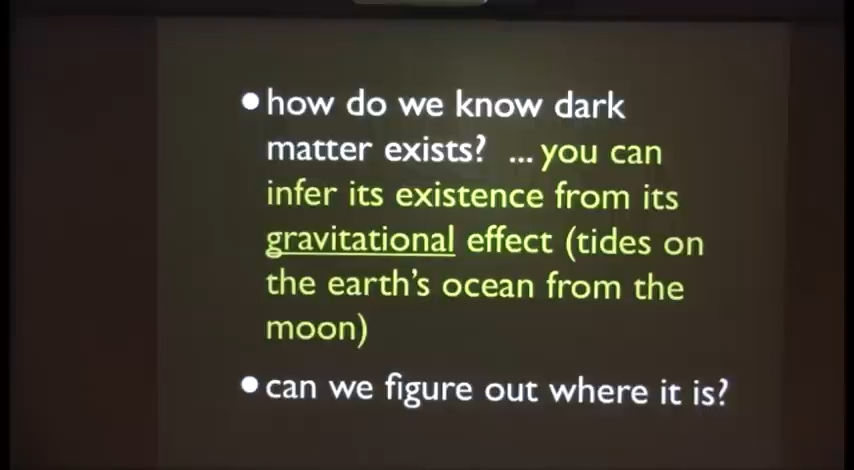 •how do we know dark
matter exists? ... you can
infer its existence from its
gravitational effect (tides on
the earth's ocean from the
moon)
•can we figure out where it is?